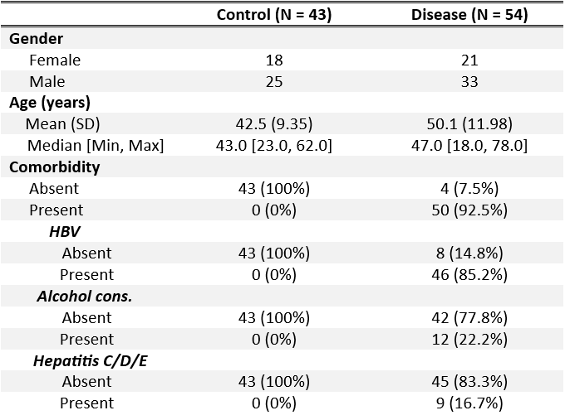 Control (N = 43) Disease (N = 54)
Gender
Female 18 21
Male 25 33
Age (years)
Mean (SD) 42.5 (9.35) 50.1 (11.98)
Median [Min, Max] 43.0 [23.0, 62.0] 47.0 [18.0, 78.0]
Comorbidity
Absent 43 (100%) 4 (7.5%)
Present 0 (0%) 50 (92.5%)
HBV
Absent 43 (100%) 8 (14.8%)
Present 0 (0%) 46 (85.2%)
Alcohol cons.
Absent 43 (100%) 42 (77.8%)
Present 0 (0%) 12 (22.2%)
Hepatitis C/D/E
Absent 43 (100%) 45 (83.3%)
Present 0 (0%) 9 (16.7%)